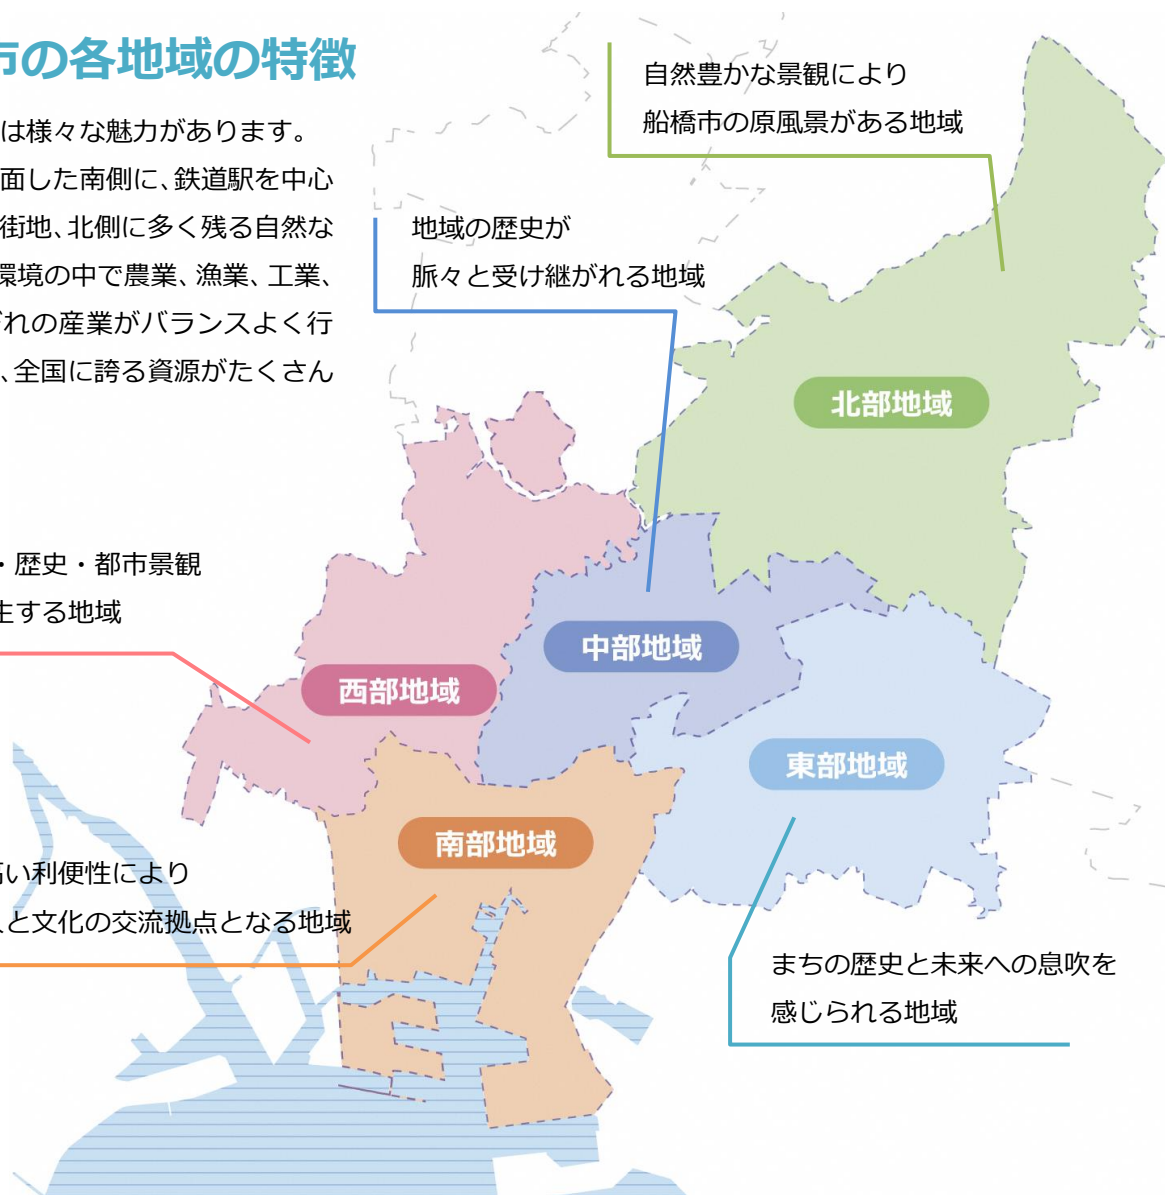 市の各地域の特徴
は様々な魅力があります。
面した南側に、鉄道駅を中心
街地、北側に多く残る自然な
環境の中で農業、漁業、工業、
れの産業がバランスよく行
、全国に誇る資源がたくさん
自然豊かな景観により
船橋市の原風景がある地域
地域の歴史が
脈々と受け継がれる地域
北部地域
・歴史・都市景観
生する地域
中部地域
西部地域
東部地域
南部地域
高い利便性により
人と文化の交流拠点となる地域
まちの歴史と未来への息吹を
感じられる地域